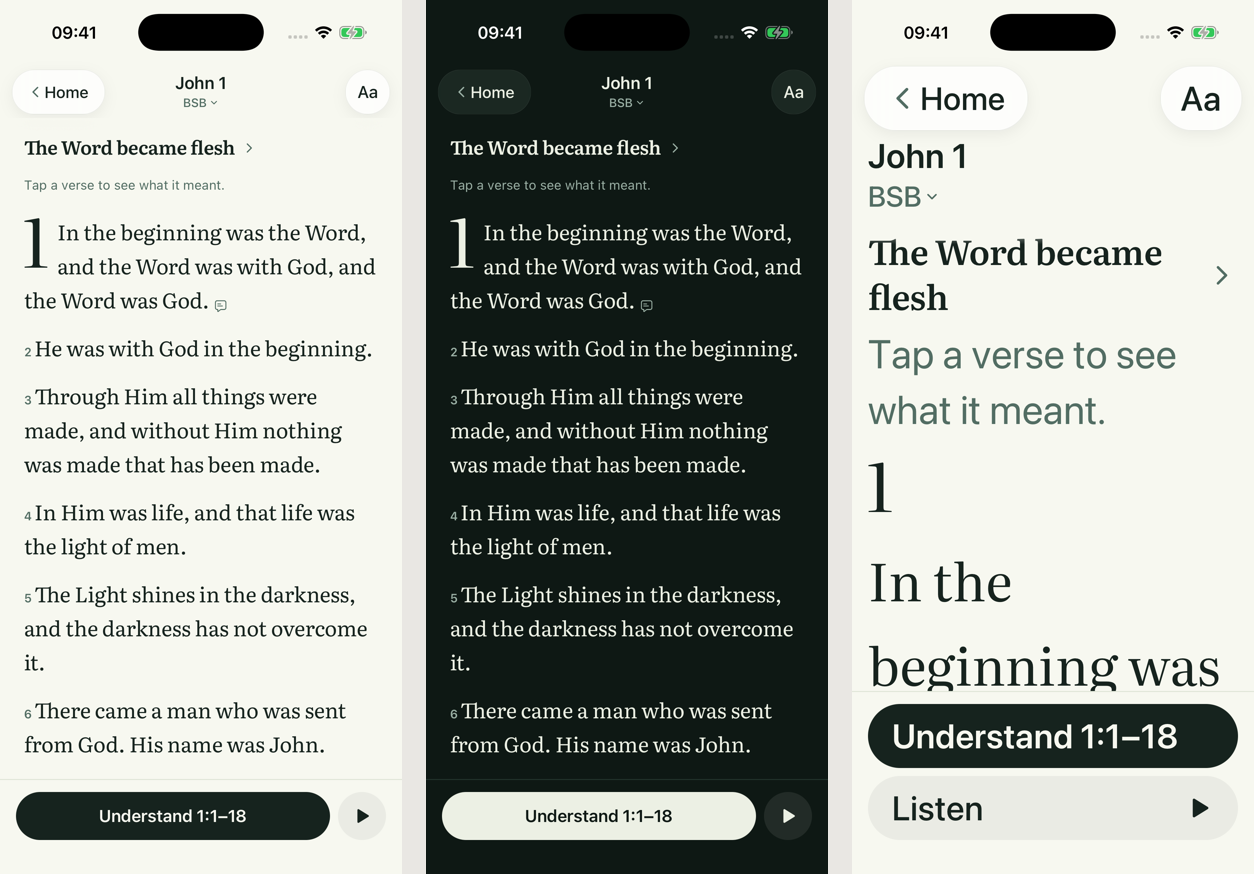 09:41
Home
John 1
Aa
BSB
The Word became flesh
Tap a verse to see what it meant.
1 In the beginning was the Word,
and the Word was with God, and
the Word was God.
2 He was with God in the beginning.
3 Through Him all things were
made, and without Him nothing
was made that has been made.
4 In Him was life, and that life was
the light of men.
5 The Light shines in the darkness,
and the darkness has not overcome
it.
6 There came a man who was sent
from God. His name was John.
Understand 1:1–18
09:41
Home
John 1
Aa
BSB
The Word became flesh
Tap a verse to see what it meant.
1 In the beginning was the Word,
and the Word was with God, and
the Word was God.
2 He was with God in the beginning.
3 Through Him all things were
made, and without Him nothing
was made that has been made.
4 In Him was life, and that life was
the light of men.
5 The Light shines in the darkness,
and the darkness has not overcome
it.
6 There came a man who was sent
from God. His name was John.
Understand 1:1–18
09:41
Home
Aa
John 1
BSB
The Word became
flesh
Tap a verse to see
what it meant.
1
In the
beginning was
Understand 1:1–18
Listen